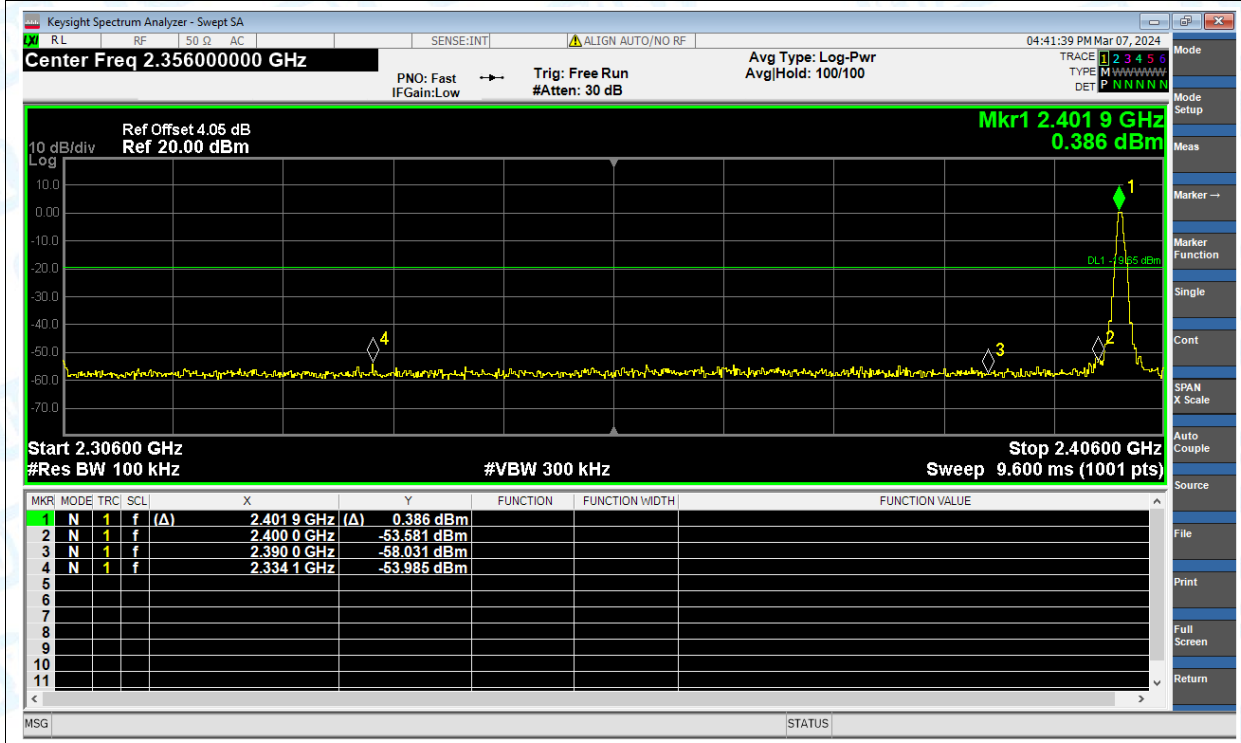 Keysight Spectrum Analyzer - Swept SA
LXI RL RF 50 Ω AC SENSE:INT ALIGN AUTO/NO RF 04:41:39 PM Mar 07, 2024
Center Freq 2.356000000 GHz
PNO: Fast
IFGain:Low
Trig: Free Run
#Atten: 30 dB
Avg Type: Log-Pwr
Avg|Hold: 100/100
TRACE 1 2 3 4 5 6
TYPE M WWWWW
DET P N N N N N
Ref Offset 4.05 dB
Ref 20.00 dBm
10 dB/div
Log
Mkr1 2.401 9 GHz
0.386 dBm
10.0
0.00
-10.0
-20.0
-30.0
-40.0
-50.0
-60.0
-70.0
1
DL1 -19.65 dBm
4
3
2
Start 2.30600 GHz
Stop 2.40600 GHz
#Res BW 100 kHz
#VBW 300 kHz
Sweep 9.600 ms (1001 pts)
MKR MODE TRC SCL X Y FUNCTION FUNCTION WIDTH FUNCTION VALUE
1 N 1 f (Δ) 2.401 9 GHz (Δ) 0.386 dBm
2 N 1 f 2.400 0 GHz -53.581 dBm
3 N 1 f 2.390 0 GHz -58.031 dBm
4 N 1 f 2.334 1 GHz -53.985 dBm
5
6
7
8
9
10
11
MSG
STATUS
Mode
Mode Setup
Meas
Marker →
Marker Function
Single
Cont
SPAN X Scale
Auto Couple
Source
File
Print
Full Screen
Return